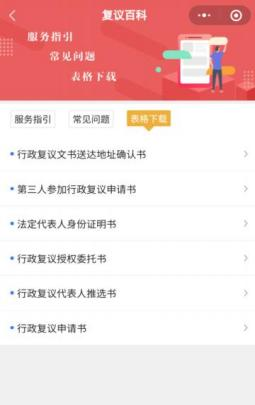 复议百科
服务指引
常见问题
表格下载
服务指引 常见问题 表格下载
行政复议文书送达地址确认书
第三人参加行政复议申请书
法定代表人身份证明书
行政复议授权委托书
行政复议代表人推选书
行政复议申请书